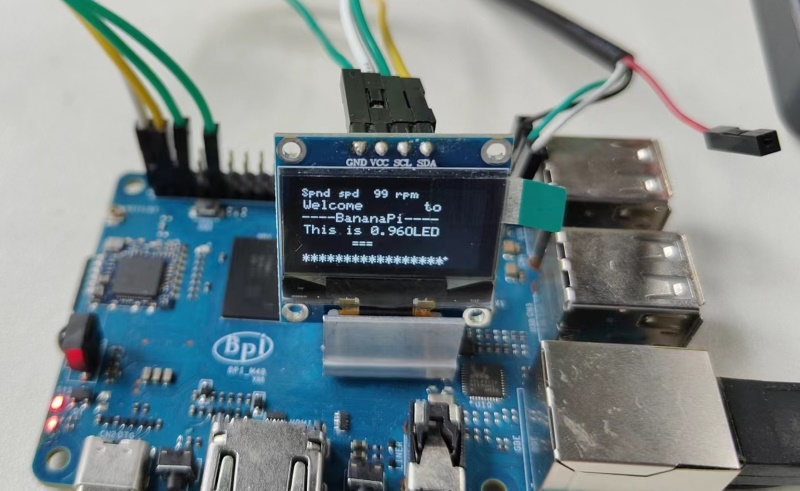 GND VCC SCL SDA
Spnd spd 99 rpm
Welcome to
----BananaPi----
This is 0.96OLED
===
*****************+
Bpi
BPI_M4B